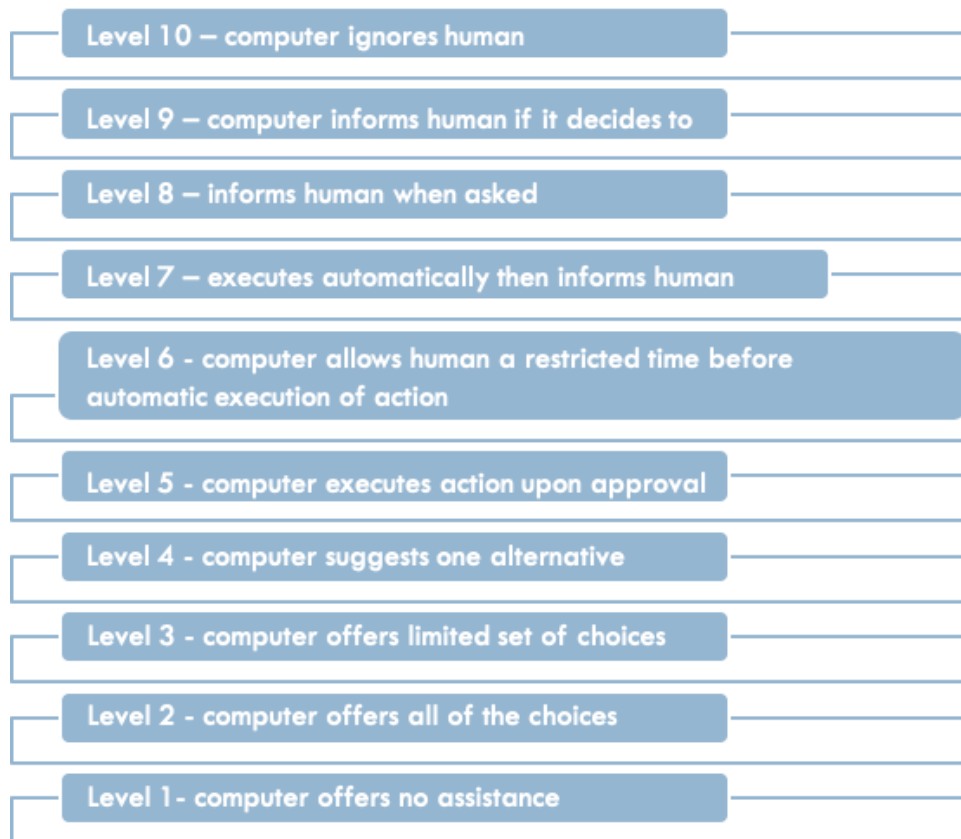 Level 10 – computer ignores human
Level 9 – computer informs human if it decides to
Level 8 – informs human when asked
Level 7 – executes automatically then informs human
Level 6 - computer allows human a restricted time before
automatic execution of action
Level 5 - computer executes action upon approval
Level 4 - computer suggests one alternative
Level 3 - computer offers limited set of choices
Level 2 - computer offers all of the choices
Level 1- computer offers no assistance